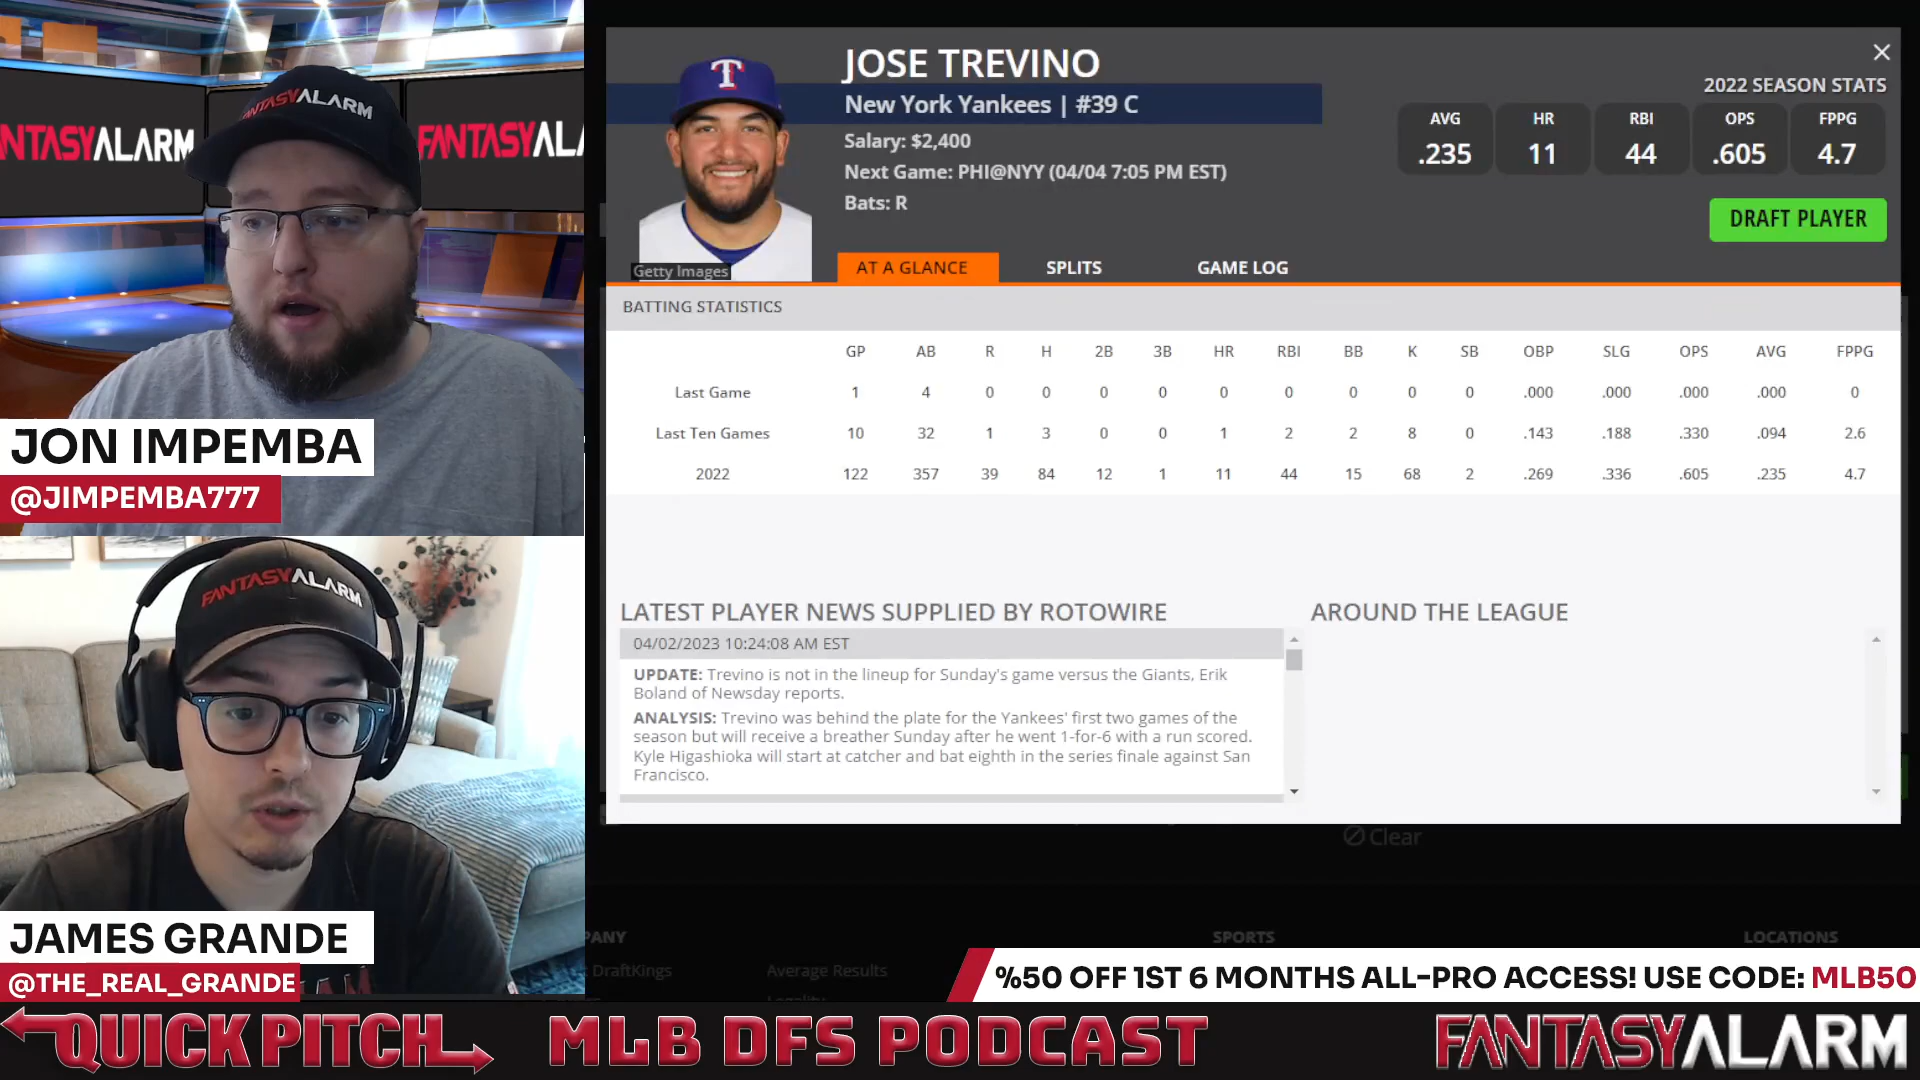 FANTASYALARM
NTASYALARM
FANTASYAL
JON IMPEMBA
@JIMPEMBA777
FANTASYALARM
JAMES GRANDE
@THE_REAL_GRANDE
T
Getty Images
JOSE TREVINO
New York Yankees | #39 C
Salary: $2,400
Next Game: PHI@NYY (04/04 7:05 PM EST)
Bats: R
2022 SEASON STATS
AVG HR RBI OPS FPPG
.235 11 44 .605 4.7
DRAFT PLAYER
AT A GLANCE SPLITS GAME LOG
BATTING STATISTICS
GP AB R H 2B 3B HR RBI BB K SB OBP SLG OPS AVG FPPG
Last Game 1 4 0 0 0 0 0 0 0 0 0 .000 .000 .000 .000 0
Last Ten Games 10 32 1 3 0 0 1 2 2 8 0 .143 .188 .330 .094 2.6
2022 122 357 39 84 12 1 11 44 15 68 2 .269 .336 .605 .235 4.7
LATEST PLAYER NEWS SUPPLIED BY ROTOWIRE
04/02/2023 10:24:08 AM EST
UPDATE: Trevino is not in the lineup for Sunday's game versus the Giants, Erik
Boland of Newsday reports.
ANALYSIS: Trevino was behind the plate for the Yankees' first two games of the
season but will receive a breather Sunday after he went 1-for-6 with a run scored.
Kyle Higashioka will start at catcher and bat eighth in the series finale against San
Francisco.
AROUND THE LEAGUE
Clear
PANY SPORTS LOCATIONS
DraftKings Average Results
%50 OFF 1ST 6 MONTHS ALL-PRO ACCESS! USE CODE: MLB50
QUICK PITCH MLB DFS PODCAST FANTASYALARM